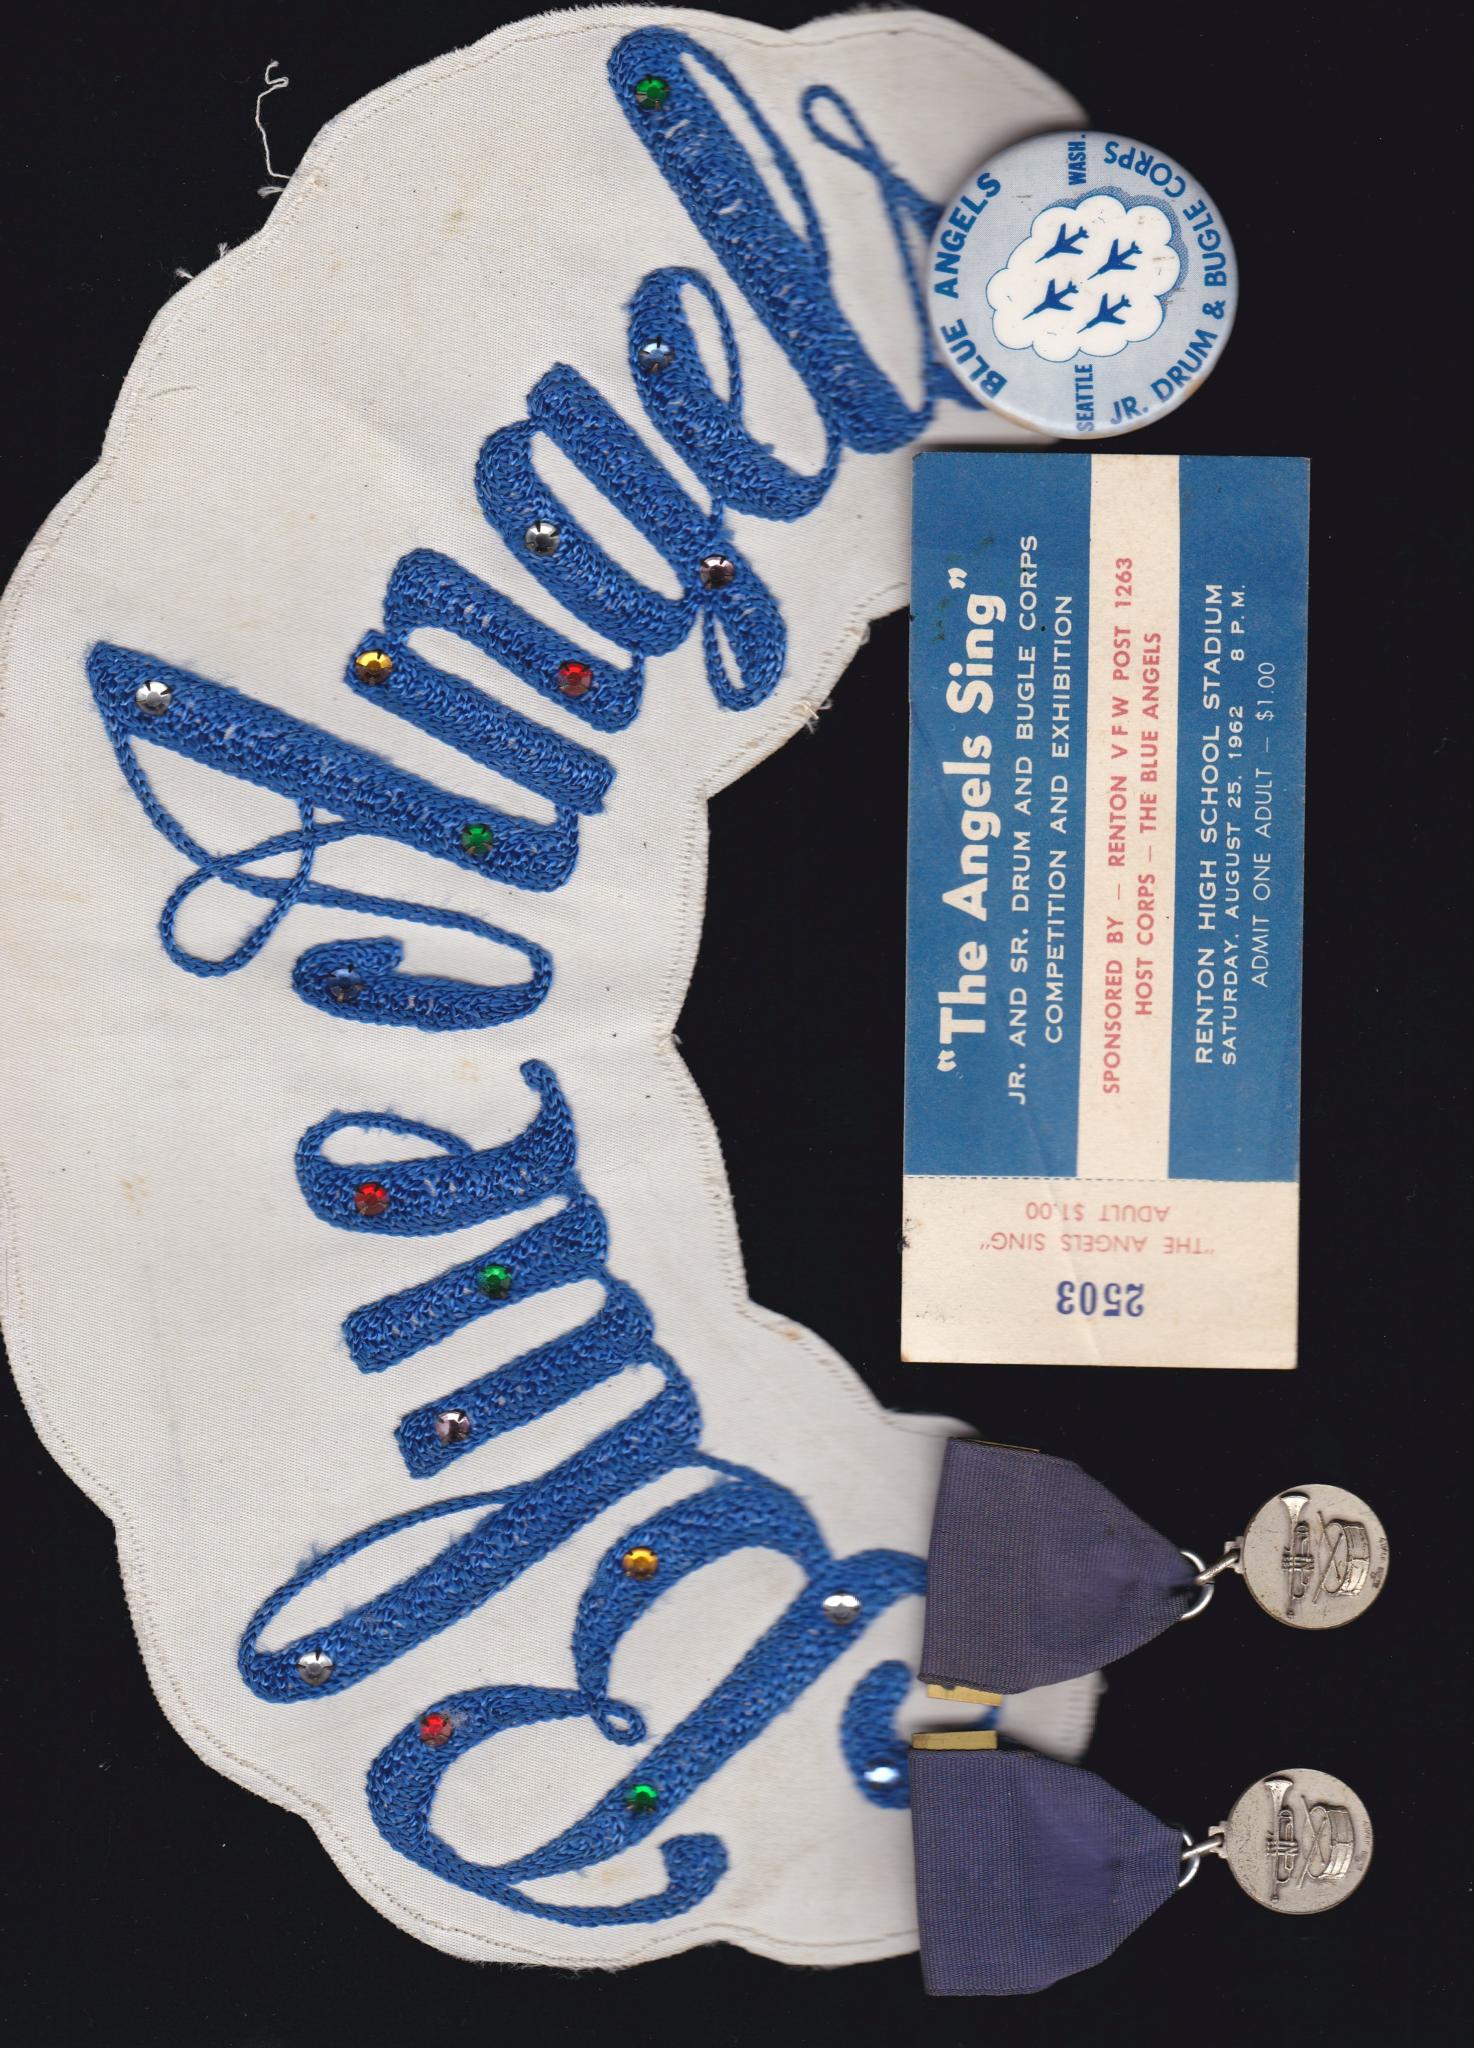 Blue Angels
BLUE ANGELS
SEATTLE WASH.
JR. DRUM & BUGLE CORPS
"The Angels Sing"
JR. AND SR. DRUM AND BUGLE CORPS
COMPETITION AND EXHIBITION
SPONSORED BY — RENTON V F W POST 1263
HOST CORPS — THE BLUE ANGELS
RENTON HIGH SCHOOL STADIUM
SATURDAY, AUGUST 25, 1962 8 P.M.
ADMIT ONE ADULT — $1.00
2503
"THE ANGELS SING"
ADULT $1.00